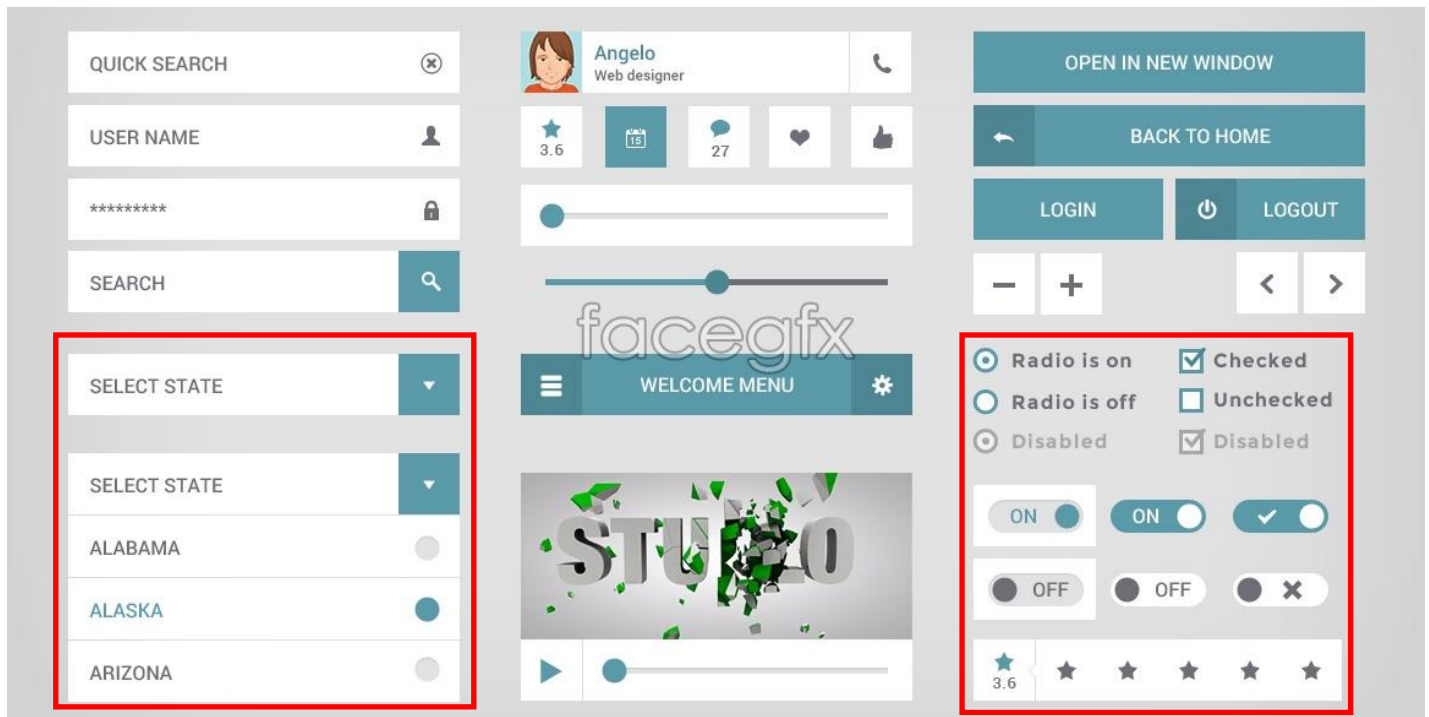 QUICK SEARCH
USER NAME
*********
SEARCH
SELECT STATE
SELECT STATE
ALABAMA
ALASKA
ARIZONA
Angelo
Web designer
3.6
15
27
facegfx
WELCOME MENU
STUDIO
OPEN IN NEW WINDOW
BACK TO HOME
LOGIN
LOGOUT
Radio is on
Checked
Radio is off
Unchecked
Disabled
Disabled
ON
ON
OFF
OFF
3.6